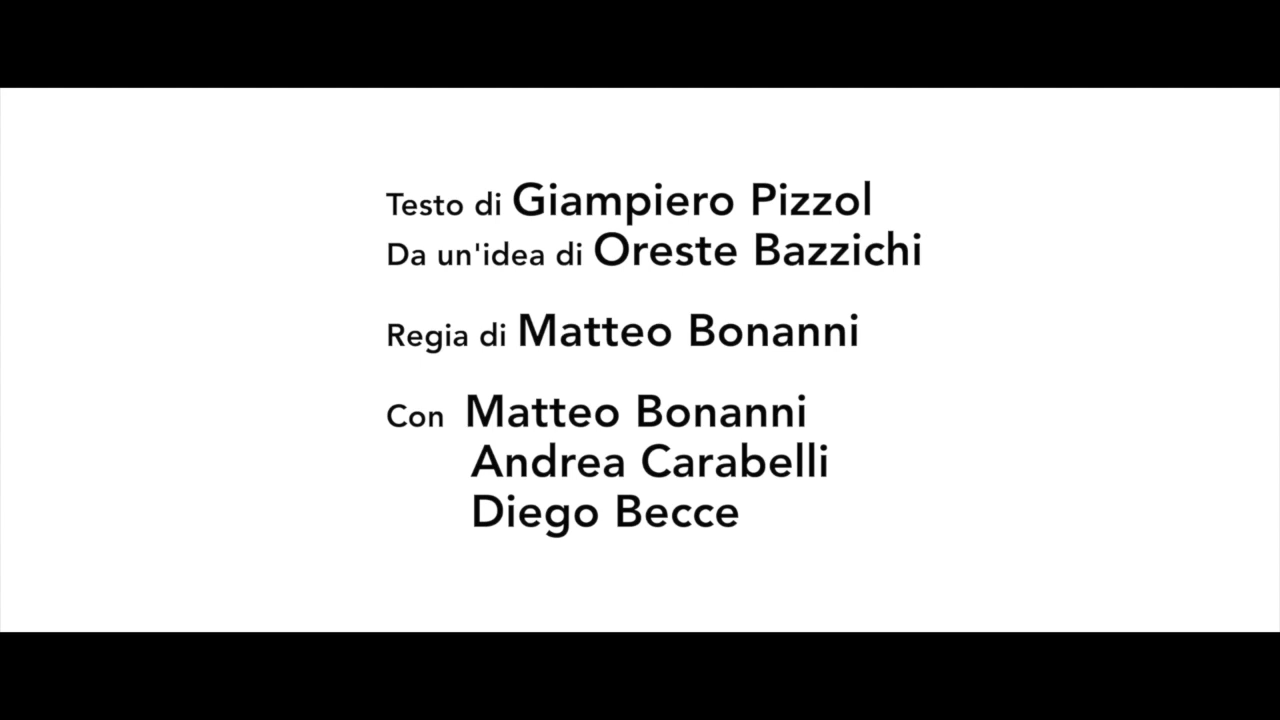 Testo di Giampiero Pizzol
Da un'idea di Oreste Bazzichi
Regia di Matteo Bonanni
Con Matteo Bonanni
Andrea Carabelli
Diego Becce